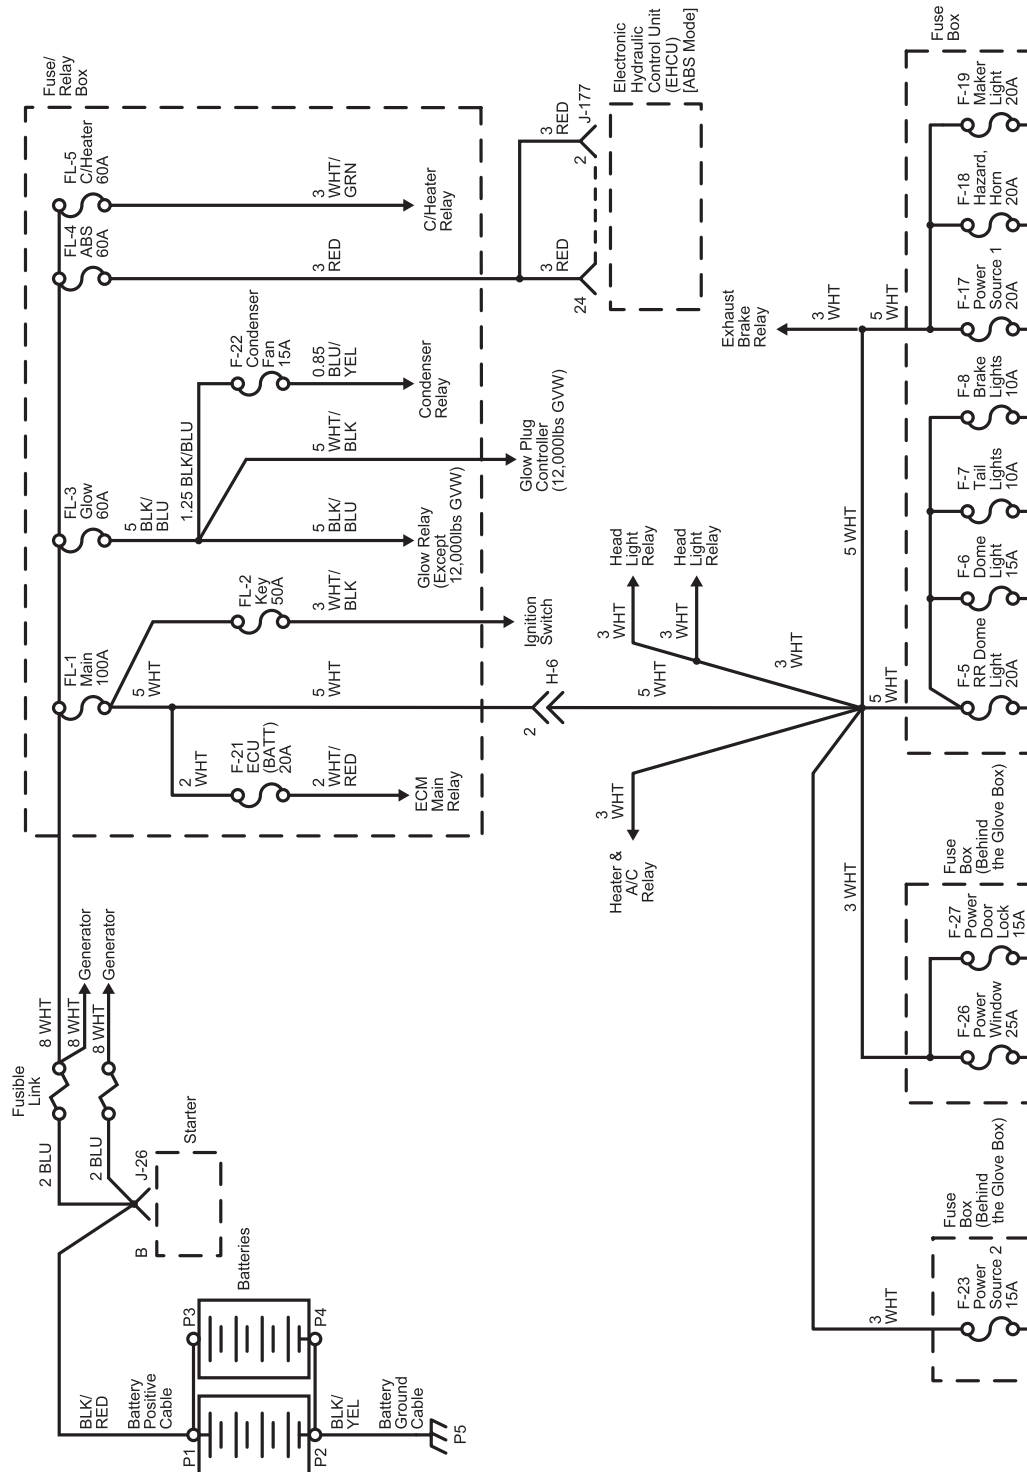 Fuse/
Relay
Box
FL-5
C/Heater
60A
FL-4
ABS
60A
3
WHT/
GRN
C/Heater
Relay
3
RED
3
RED
J-177
2
3
RED
24
Electronic
Hydraulic
Control Unit
(EHCU)
[ABS Mode]
F-22
Condenser
Fan
15A
0.85
BLU/
YEL
Condenser
Relay
1.25 BLK/BLU
FL-3
Glow
60A
5
BLK/
BLU
5
WHT/
BLK
Glow Plug
Controller
(12,000lbs GVW)
5
BLK/
BLU
Glow Relay
(Except
12,000lbs GVW)
FL-2
Key
50A
3
WHT/
BLK
Ignition
Switch
FL-1
Main
100A
5
WHT
5
WHT
H-6
2
2
WHT
F-21
ECU
(BATT)
20A
2
WHT/
RED
ECM
Main
Relay
Exhaust
Brake
Relay
3
WHT
5
WHT
Fuse
Box
F-19
Maker
Light
20A
F-18
Hazard,
Horn
20A
F-17
Power
Source 1
20A
F-8
Brake
Lights
10A
F-7
Tail
Lights
10A
F-6
Dome
Light
15A
F-5
RR Dome
Light
20A
5 WHT
Head
Light
Relay
Head
Light
Relay
3
WHT
3
WHT
3
WHT
5
WHT
5
WHT
3
WHT
Heater &
A/C
Relay
3 WHT
Fuse
Box
(Behind
the Glove Box)
F-27
Power
Door
Lock
15A
F-26
Power
Window
25A
Fuse
Box
(Behind
the Glove Box)
F-23
Power
Source 2
15A
3
WHT
Generator
Generator
8 WHT
8 WHT
8 WHT
Fusible
Link
2 BLU
2 BLU
J-26
B
Starter
Batteries
P3
P4
P1
P2
BLK/
RED
Battery
Positive
Cable
BLK/
YEL
Battery
Ground
Cable
P5